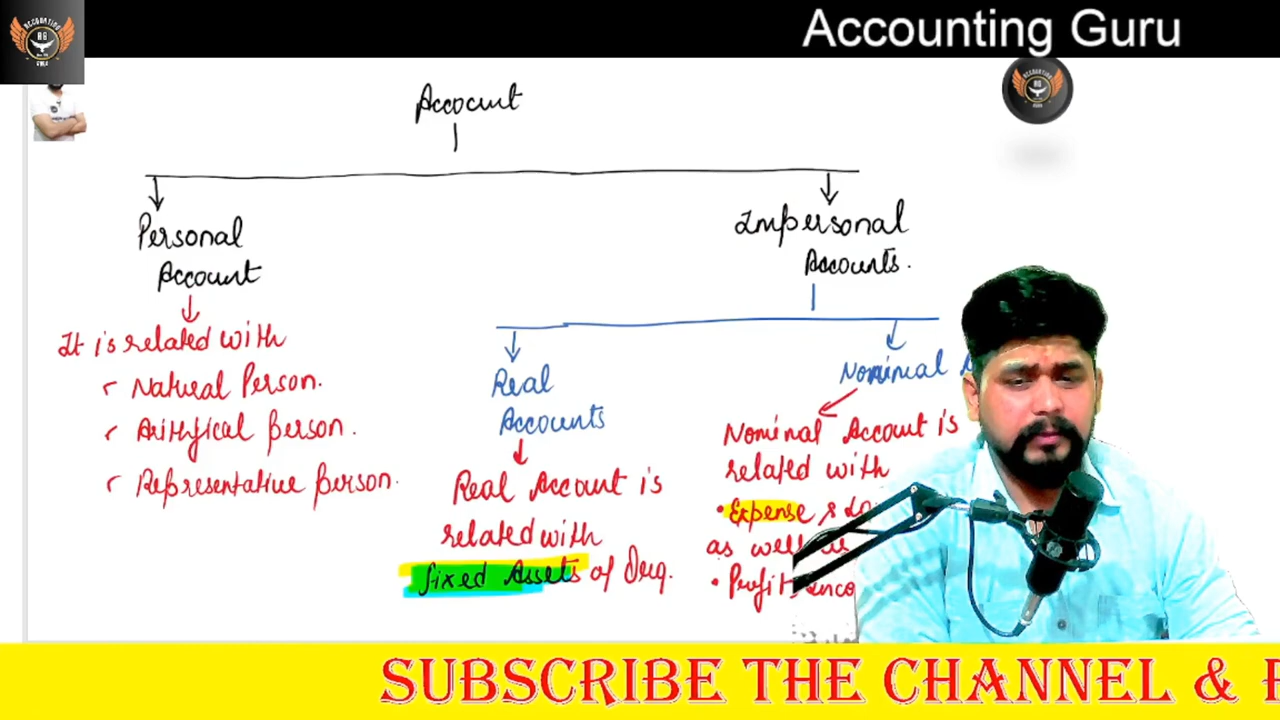 Accounting Guru
Account
Personal
Account
Impersonal
Accounts.
It is related with
Natural Person.
Artificial person.
Representative person.
Real
Accounts
Nominal
Real Account is
related with
fixed Assets of Org.
Nominal Account is
related with
• Expense &
as well
• Profit,
SUBSCRIBE THE CHANNEL &